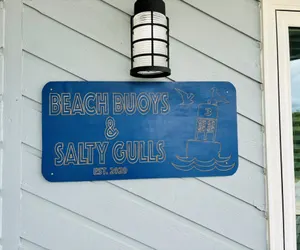 BEACH BUOYS
&
SALTY GULLS
EST. 2020